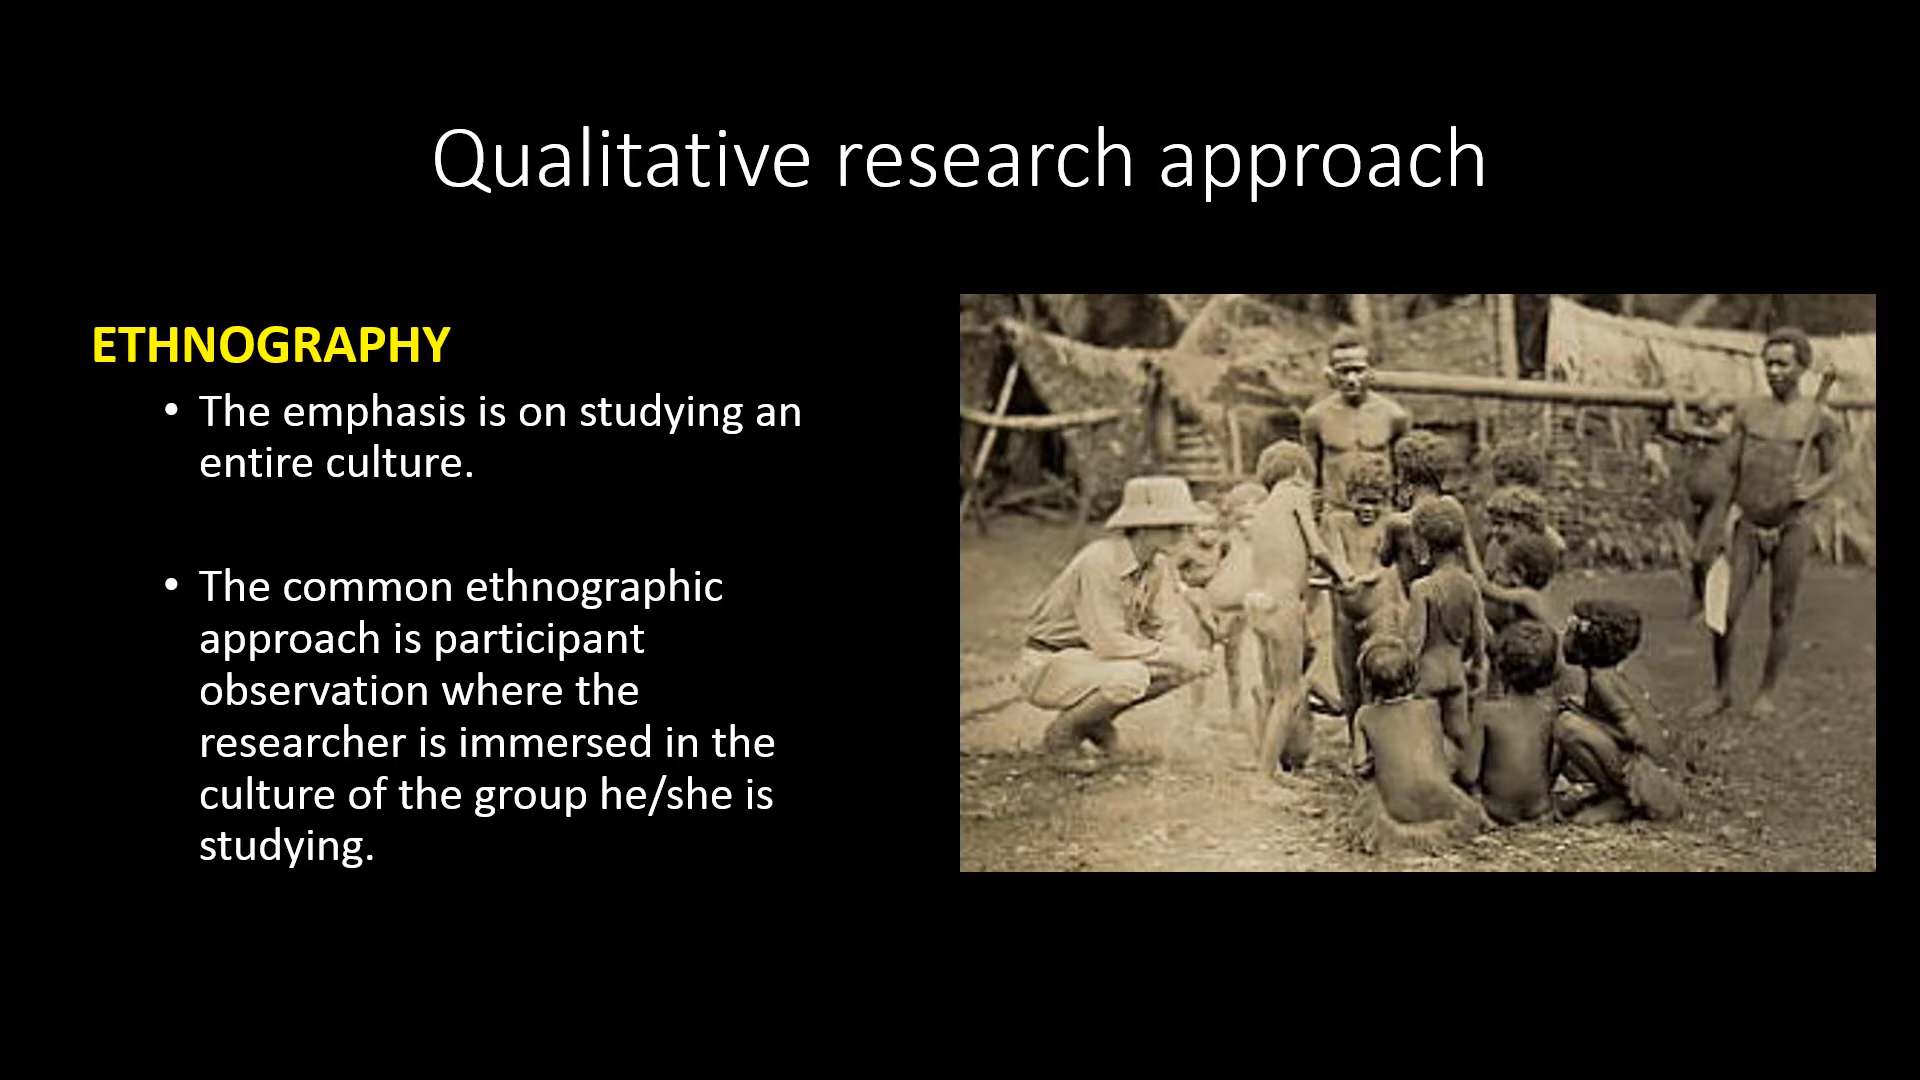 Qualitative research approach
ETHNOGRAPHY
• The emphasis is on studying an
entire culture.
• The common ethnographic
approach is participant
observation where the
researcher is immersed in the
culture of the group he/she is
studying.